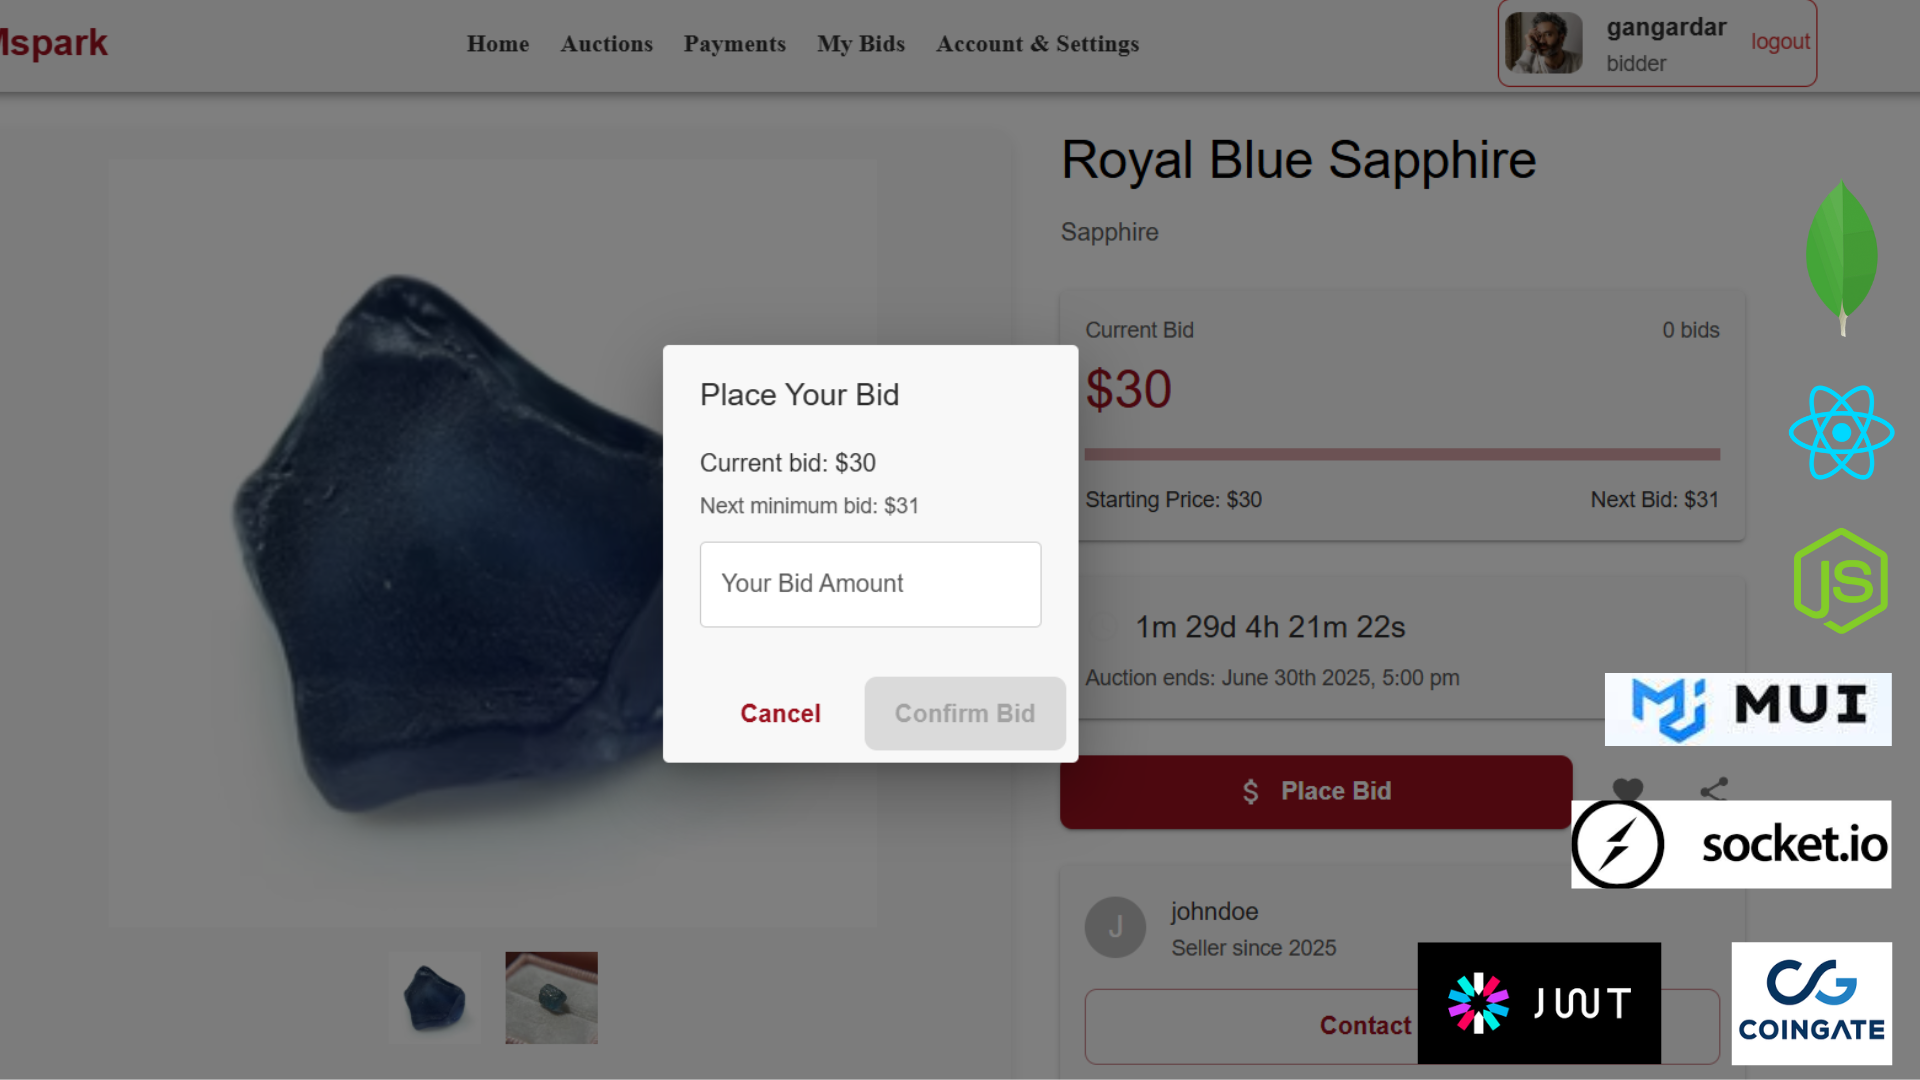 Mspark
Home Auctions Payments My Bids Account & Settings
gangardar
bidder
logout
Royal Blue Sapphire
Sapphire
Current Bid 0 bids
$30
Starting Price: $30 Next Bid: $31
1m 29d 4h 21m 22s
Auction ends: June 30th 2025, 5:00 pm
$ Place Bid
J
johndoe
Seller since 2025
Contact
Place Your Bid
Current bid: $30
Next minimum bid: $31
Your Bid Amount
Cancel Confirm Bid
JS
MUI
socket.io
JWT
CG
COINGATE